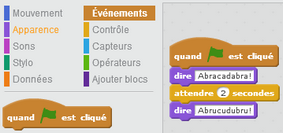 Mouvement Événements
Apparence Contrôle
Sons Capteurs
Stylo Opérateurs
Données Ajouter blocs
quand est cliqué
quand est cliqué
dire Abracadabra!
attendre 2 secondes
dire Abrucudubru!